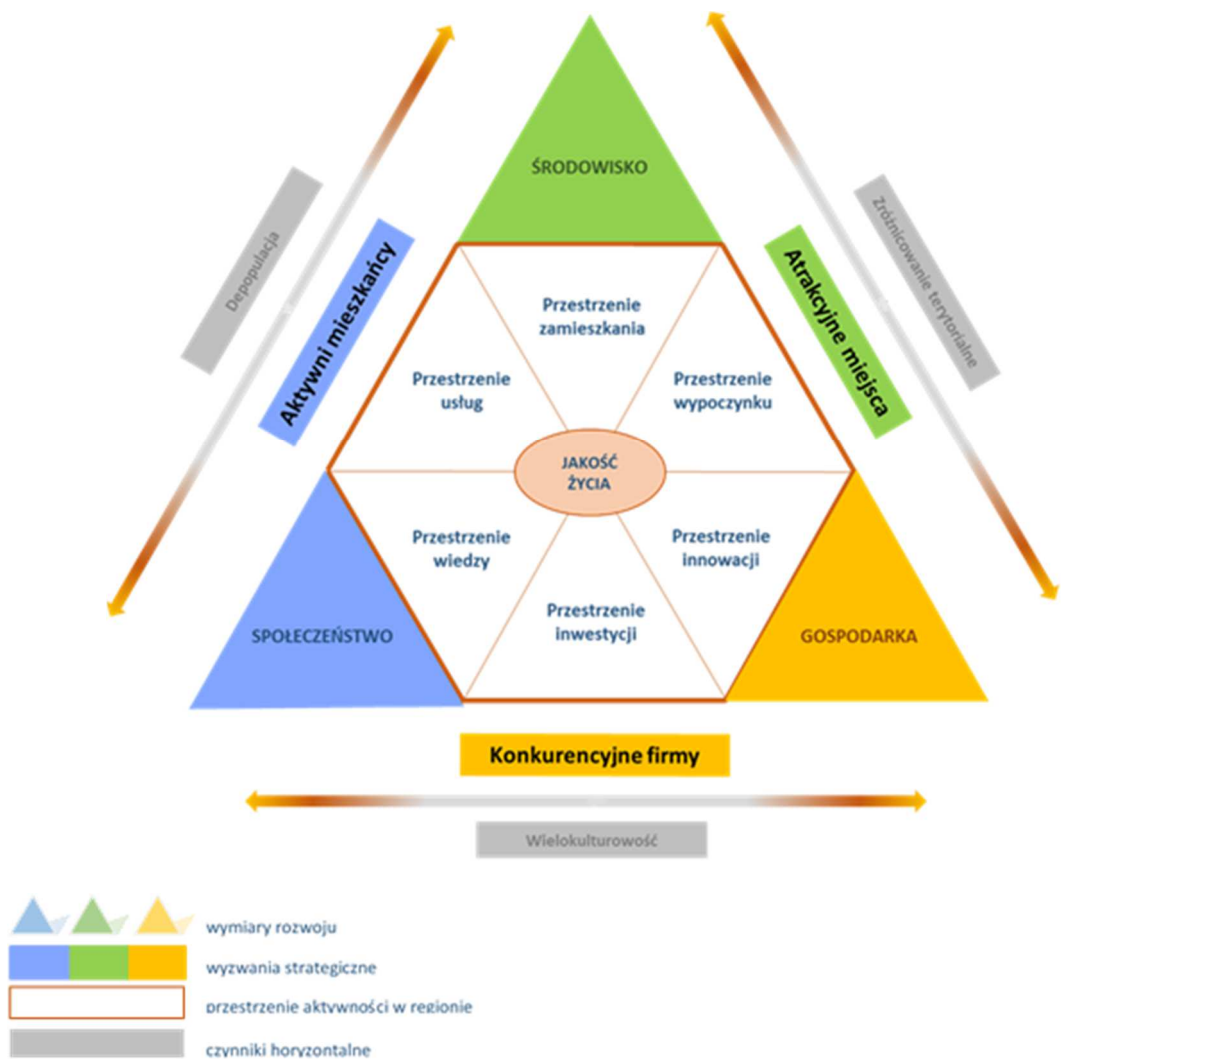 ŚRODOWISKO
Depopulacja
Aktywni mieszkańcy
Atrakcyjne miejsca
Zróżnicowanie terytorialne
Przestrzenie
zamieszkania
Przestrzenie
usług
Przestrzenie
wypoczynku
JAKOŚĆ
ŻYCIA
Przestrzenie
wiedzy
Przestrzenie
innowacji
Przestrzenie
inwestycji
SPOŁECZEŃSTWO
GOSPODARKA
Konkurencyjne firmy
Wielokulturowość
wymiary rozwoju
wyzwania strategiczne
przestrzenie aktywności w regionie
czynniki horyzontalne